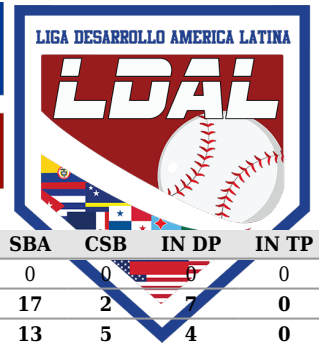 LIGA DESARROLLO AMERICA LATINA
LDAL
SBA CSB IN DP IN TP
0 0 0 0
17 2 7 0
13 5 4 0